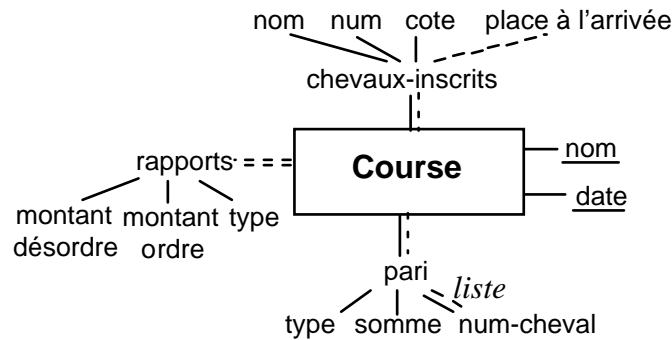 nom num cote place à l'arrivée
chevaux-inscrits
rapports
Course
nom
date
montant désordre
montant ordre
type
pari
liste
type somme num-cheval